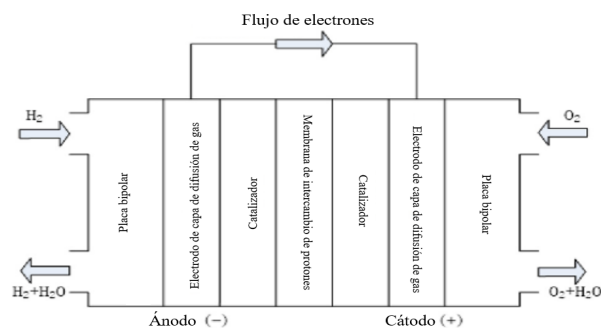 Flujo de electrones
H2
O2
Placa bipolar
Electrodo de capa de difusión de gas
Catalizador
Membrana de intercambio de protones
Catalizador
Electrodo de capa de difusión de gas
Placa bipolar
H2+H2O
O2+H2O
Ánodo (−)
Cátodo (+)